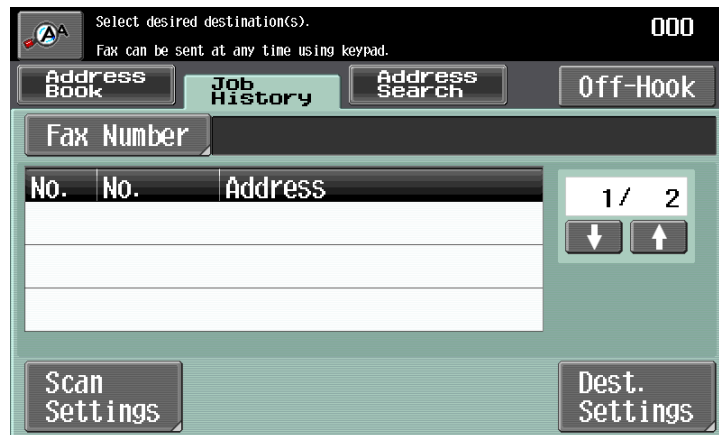 Select desired destination(s).
000
Fax can be sent at any time using keypad.
Address
Book
Job
History
Address
Search
Off-Hook
Fax Number
No. No. Address
1/ 2
Scan
Settings
Dest.
Settings